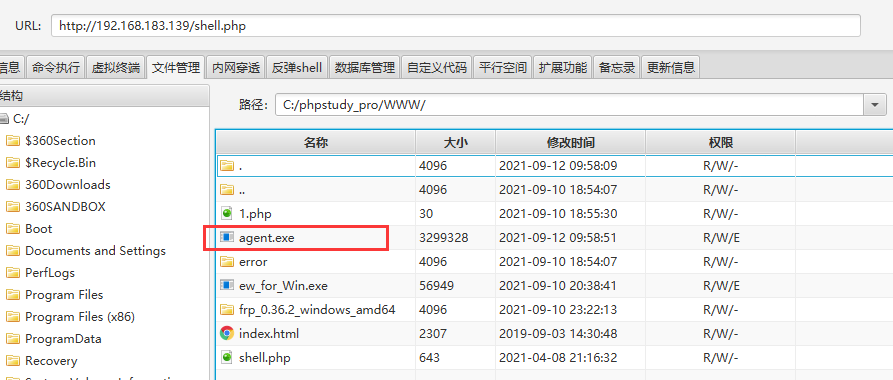 URL: http://192.168.183.139/shell.php
信息 命令执行 虚拟终端 文件管理 内网穿透 反弹shell 数据库管理 自定义代码 平行空间 扩展功能 备忘录 更新信息
结构
路径: C:/phpstudy_pro/WWW/
C:/
$360Section
$Recycle.Bin
360Downloads
360SANDBOX
Boot
Documents and Settings
PerfLogs
Program Files
Program Files (x86)
ProgramData
Recovery
名称 大小 修改时间 权限
. 4096 2021-09-12 09:58:09 R/W/-
.. 4096 2021-09-10 18:54:07 R/W/-
1.php 30 2021-09-10 18:55:30 R/W/-
agent.exe 3299328 2021-09-12 09:58:51 R/W/E
error 4096 2021-09-10 18:54:07 R/W/-
ew_for_Win.exe 56949 2021-09-10 20:38:41 R/W/E
frp_0.36.2_windows_amd64 4096 2021-09-10 23:22:13 R/W/-
index.html 2307 2019-09-03 14:30:48 R/W/-
shell.php 643 2021-04-08 21:16:32 R/W/-